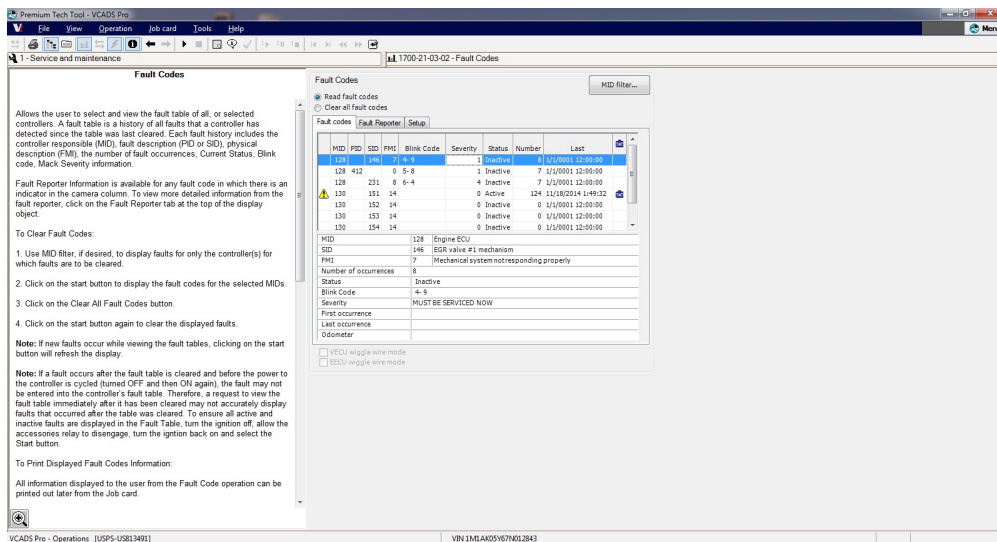 Premium Tech Tool - VCADS Pro
File View Operation Job card Tools Help
Men
1 - Service and maintenance
1700-21-03-02 - Fault Codes
Fault Codes
Allows the user to select and view the fault table of all, or selected
controllers. A fault table is a history of all faults that a controller has
detected since the table was last cleared. Each fault history includes the
controller responsible (MID), fault description (PID or SID), physical
description (FMI), the number of fault occurrences, Current Status, Blink
code, Mack Severity information.
Fault Reporter Information is available for any fault code in which there is an
indicator in the camera column. To view more detailed information from the
fault reporter, click on the Fault Reporter tab at the top of the display
object.
To Clear Fault Codes:
1. Use MID filter, if desired, to display faults for only the controller(s) for
which faults are to be cleared.
2. Click on the start button to display the fault codes for the selected MIDs.
3. Click on the Clear All Fault Codes button.
4. Click on the start button again to clear the displayed faults.
Note: If new faults occur while viewing the fault tables, clicking on the start
button will refresh the display.
Note: If a fault occurs after the fault table is cleared and before the power to
the controller is cycled (turned OFF and then ON again), the fault may not
be entered into the controller's fault table. Therefore, a request to view the
fault table immediately after it has been cleared may not accurately display
faults that occurred after the table was cleared. To ensure all active and
inactive faults are displayed in the Fault Table, turn the ignition off, allow the
accessories relay to disengage, turn the igntion back on and select the
Start button.
To Print Displayed Fault Codes Information:
All information displayed to the user from the Fault Code operation can be
printed out later from the Job card.
Fault Codes
MID filter...
Read fault codes
Clear all fault codes
Fault codes Fault Reporter Setup
MID PID SID FMI Blink Code Severity Status Number Last
128 146 7 4- 9 1 Inactive 8 1/1/0001 12:00:00
128 412 0 5- 8 1 Inactive 7 1/1/0001 12:00:00
128 231 8 6- 4 4 Inactive 7 1/1/0001 12:00:00
130 151 14 0 Active 124 11/18/2014 1:49:32
130 152 14 0 Inactive 0 1/1/0001 12:00:00
130 153 14 0 Inactive 0 1/1/0001 12:00:00
130 154 14 0 Inactive 0 1/1/0001 12:00:00
MID 128 Engine ECU
SID 146 EGR valve #1 mechanism
FMI 7 Mechanical system not responding properly
Number of occurrences 8
Status Inactive
Blink Code 4- 9
Severity MUST BE SERVICED NOW
First occurrence
Last occurrence
Odometer
VECU wiggle wire mode
EECU wiggle wire mode
VCADS Pro - Operations [USPS-US813491]
VIN 1M1AK05Y67N012843